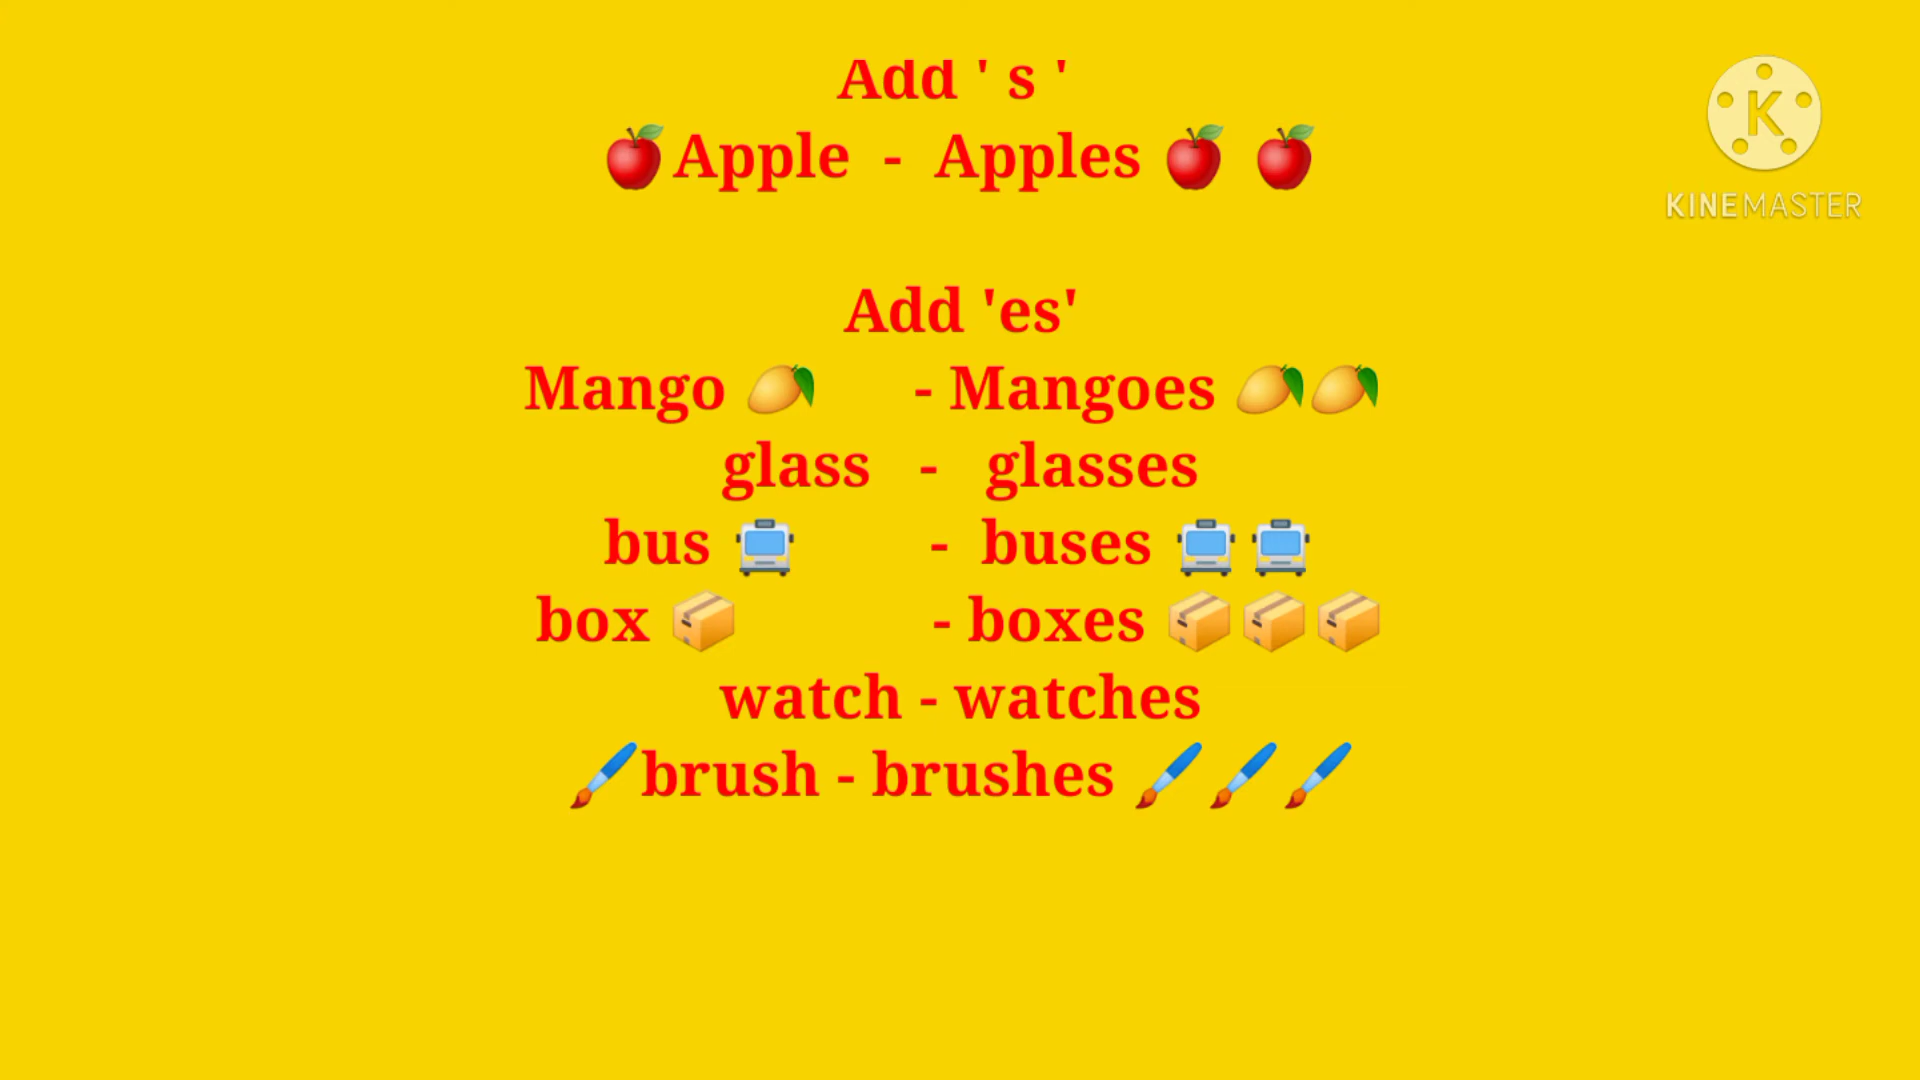 Add ' s '
🍎Apple - Apples 🍎 🍎
Add 'es'
Mango 🥭 - Mangoes 🥭🥭
glass - glasses
bus 🚍 - buses 🚍🚍
box 📦 - boxes 📦📦📦
watch - watches
🖌️brush - brushes 🖌️🖌️🖌️
K
KINEMASTER